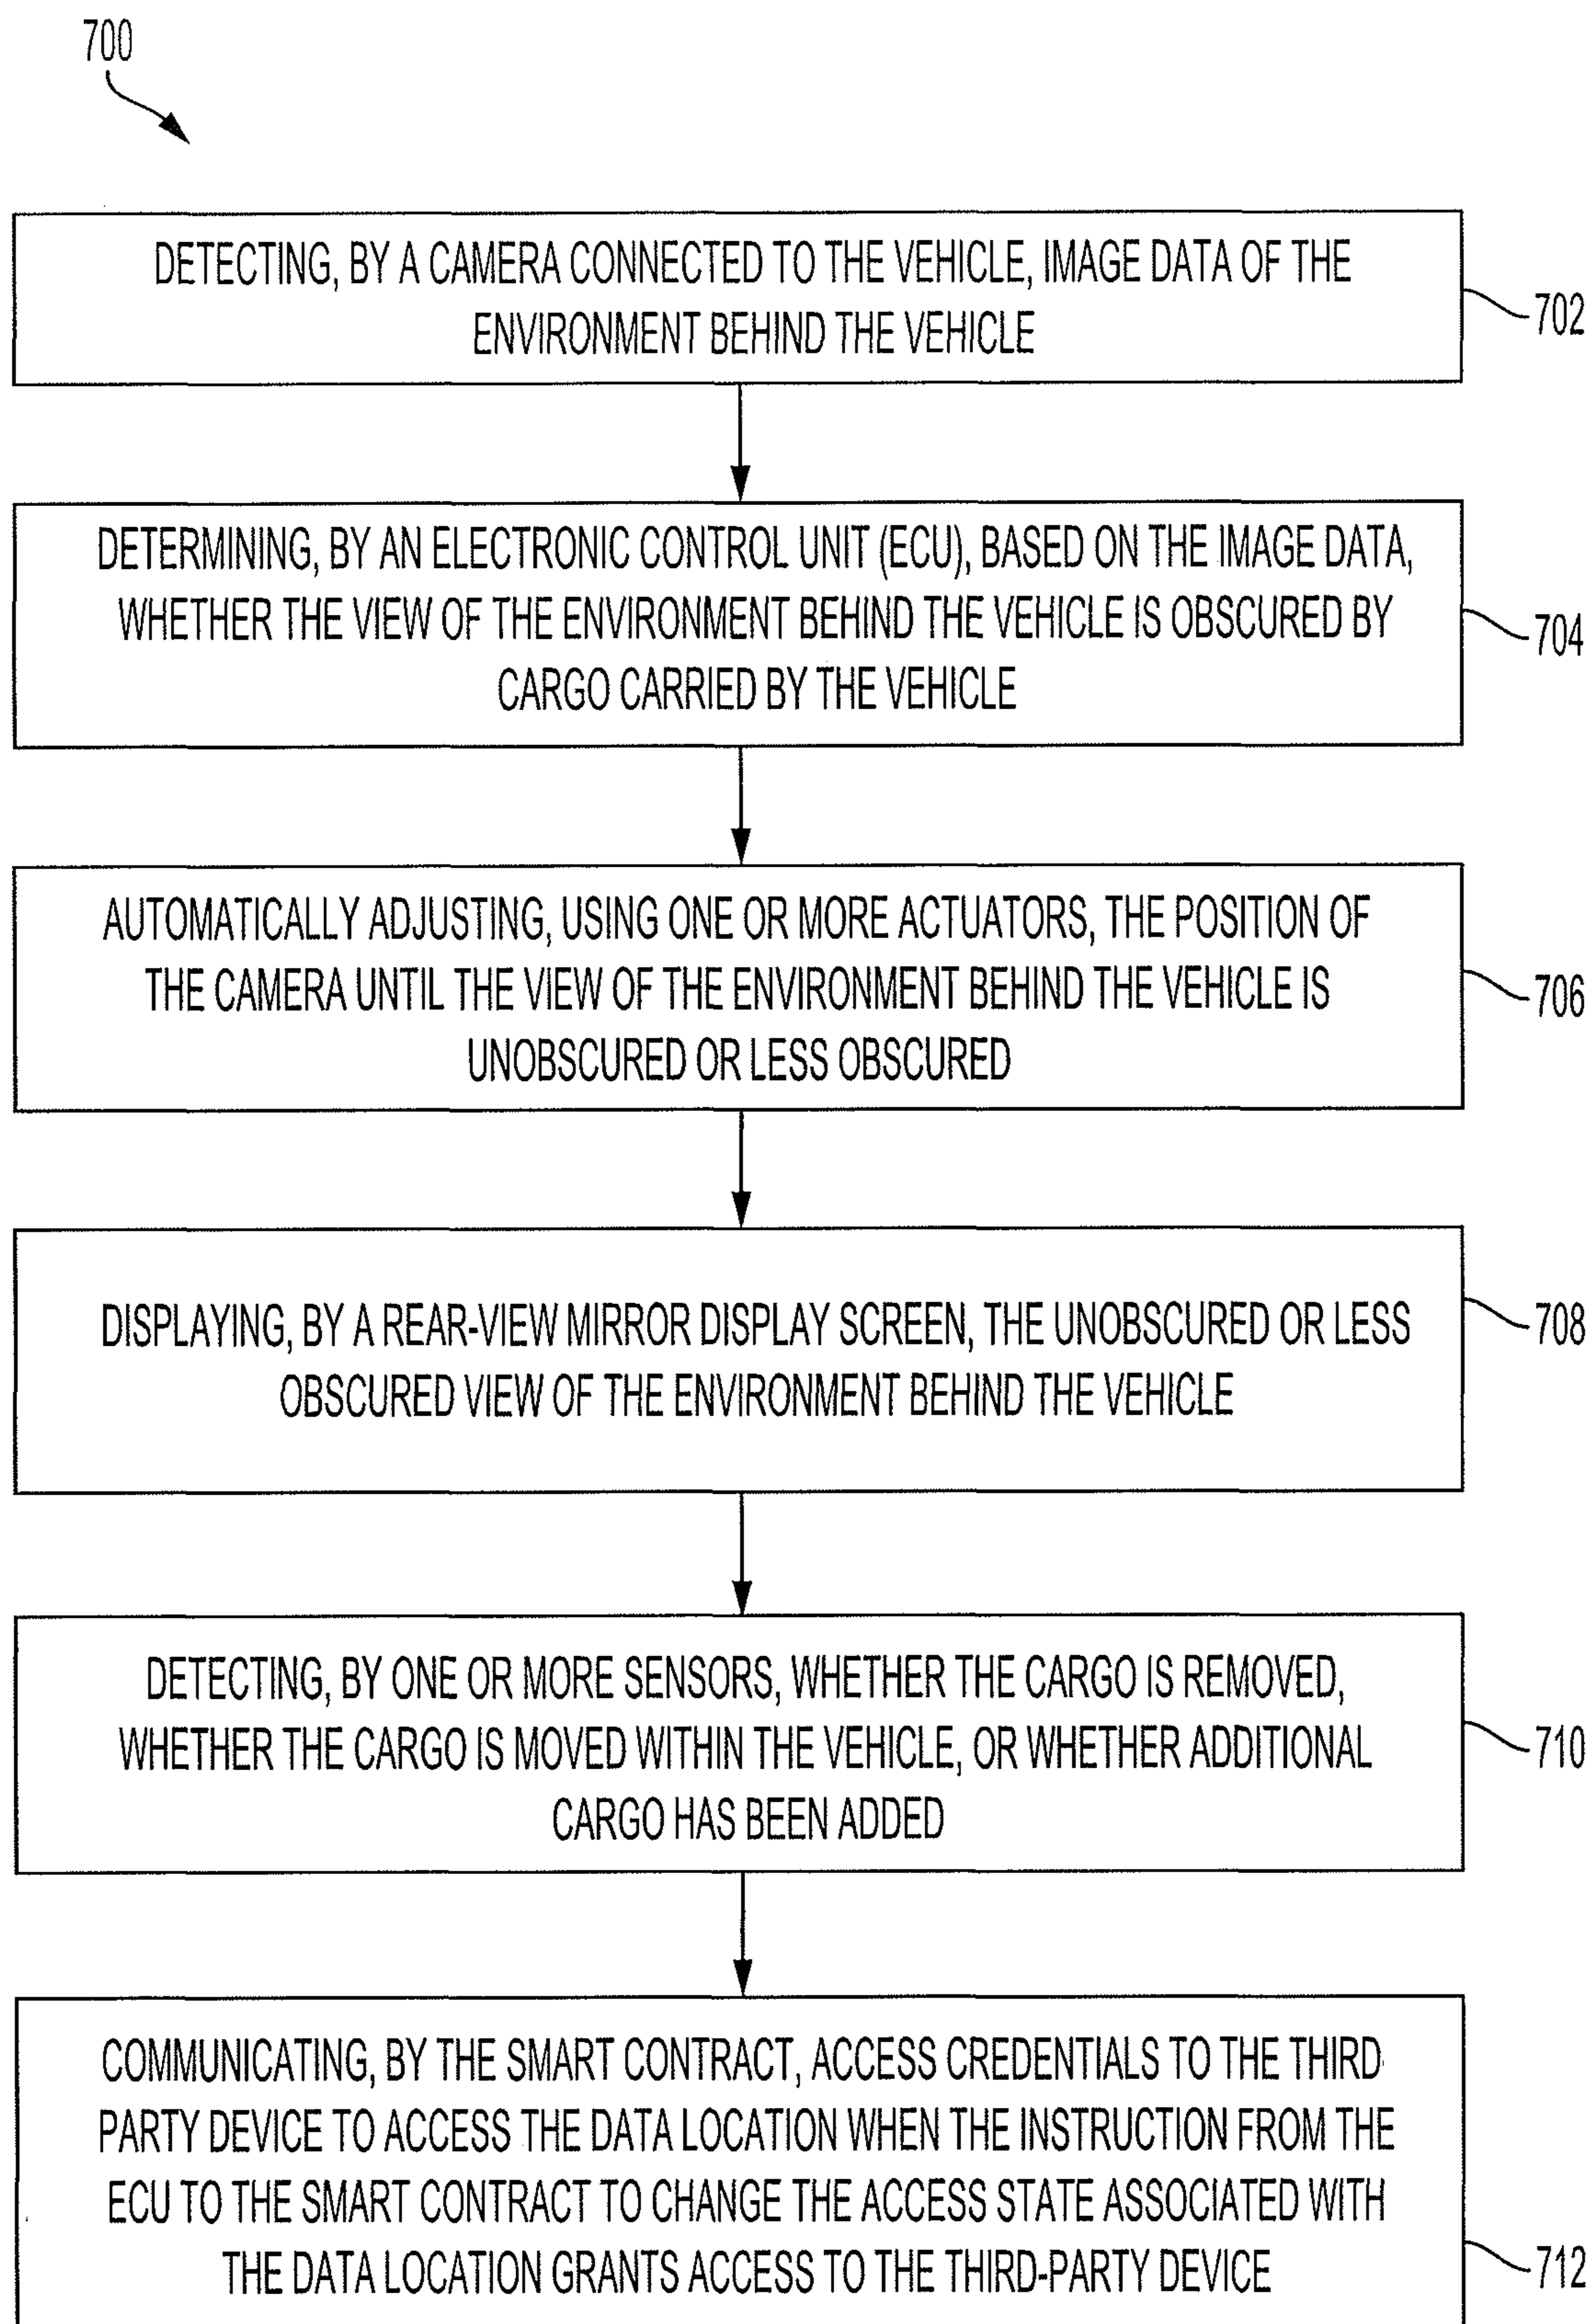 700
DETECTING, BY A CAMERA CONNECTED TO THE VEHICLE, IMAGE DATA OF THE
ENVIRONMENT BEHIND THE VEHICLE
702
DETERMINING, BY AN ELECTRONIC CONTROL UNIT (ECU), BASED ON THE IMAGE DATA,
WHETHER THE VIEW OF THE ENVIRONMENT BEHIND THE VEHICLE IS OBSCURED BY
CARGO CARRIED BY THE VEHICLE
704
AUTOMATICALLY ADJUSTING, USING ONE OR MORE ACTUATORS, THE POSITION OF
THE CAMERA UNTIL THE VIEW OF THE ENVIRONMENT BEHIND THE VEHICLE IS
UNOBSCURED OR LESS OBSCURED
706
DISPLAYING, BY A REAR-VIEW MIRROR DISPLAY SCREEN, THE UNOBSCURED OR LESS
OBSCURED VIEW OF THE ENVIRONMENT BEHIND THE VEHICLE
708
DETECTING, BY ONE OR MORE SENSORS, WHETHER THE CARGO IS REMOVED,
WHETHER THE CARGO IS MOVED WITHIN THE VEHICLE, OR WHETHER ADDITIONAL
CARGO HAS BEEN ADDED
710
COMMUNICATING, BY THE SMART CONTRACT, ACCESS CREDENTIALS TO THE THIRD
PARTY DEVICE TO ACCESS THE DATA LOCATION WHEN THE INSTRUCTION FROM THE
ECU TO THE SMART CONTRACT TO CHANGE THE ACCESS STATE ASSOCIATED WITH
THE DATA LOCATION GRANTS ACCESS TO THE THIRD-PARTY DEVICE
712